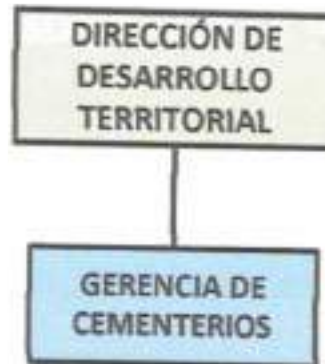 DIRECCIÓN DE
DESARROLLO
TERRITORIAL
GERENCIA DE
CEMENTERIOS